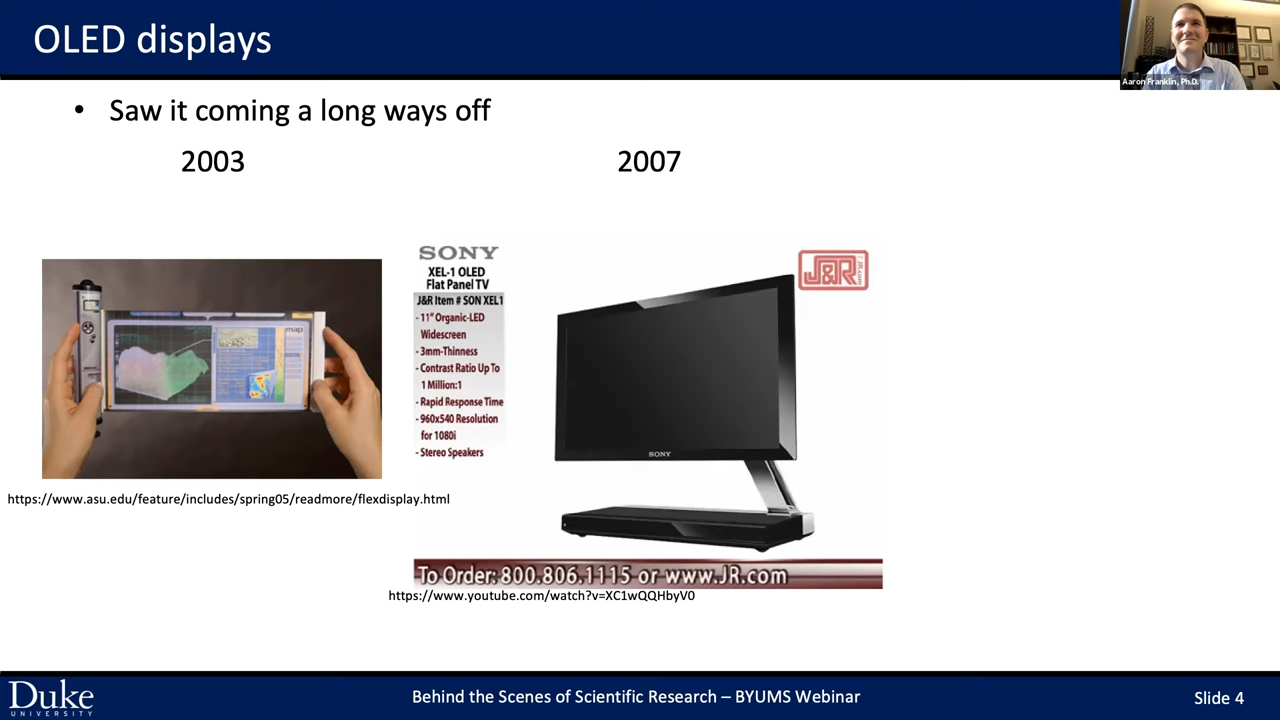 OLED displays
Aaron Franklin, Ph.D.
• Saw it coming a long ways off
2003
2007
map
https://www.asu.edu/feature/includes/spring05/readmore/flexdisplay.html
SONY
XEL-1 OLED
Flat Panel TV
J&R Item # SON XEL1
- 11" Organic-LED
Widescreen
- 3mm-Thinness
- Contrast Ratio Up To
1 Million:1
- Rapid Response Time
- 960x540 Resolution
for 1080i
- Stereo Speakers
J&R
JR.com
SONY
To Order: 800.806.1115 or www.JR.com
https://www.youtube.com/watch?v=XC1wQQHbyV0
Duke
UNIVERSITY
Behind the Scenes of Scientific Research – BYUMS Webinar
Slide 4